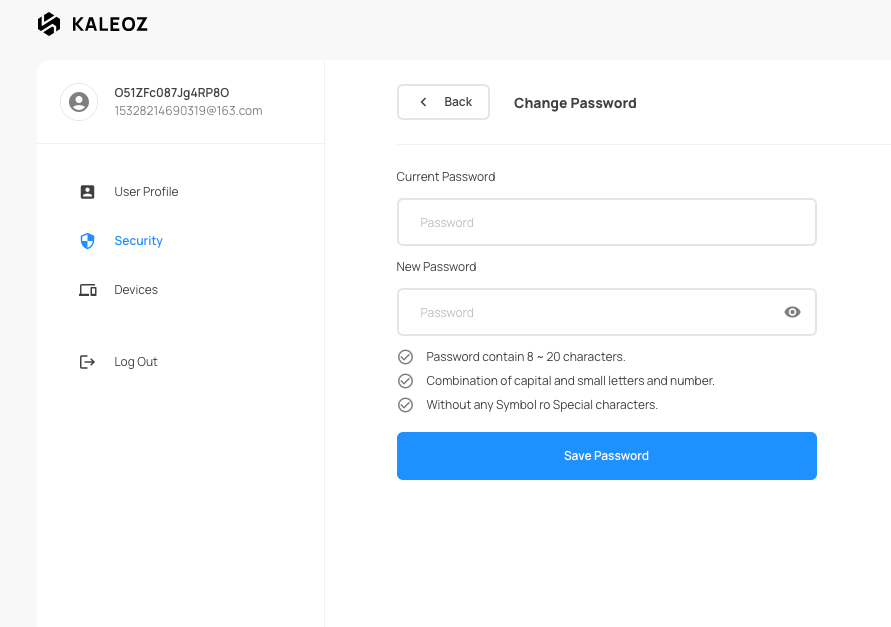 KALEOZ
O51ZFc087Jg4RP8O
15328214690319@163.com
User Profile
Security
Devices
Log Out
Back
Change Password
Current Password
Password
New Password
Password
Password contain 8 ~ 20 characters.
Combination of capital and small letters and number.
Without any Symbol ro Special characters.
Save Password